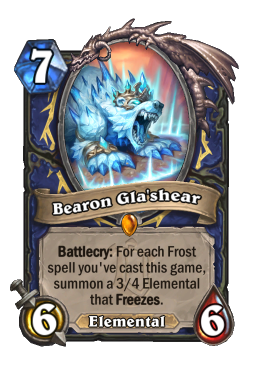 7
Bearon Gla'shear
Battlecry: For each Frost
spell you've cast this game,
summon a 3/4 Elemental
that Freezes.
6
Elemental
6